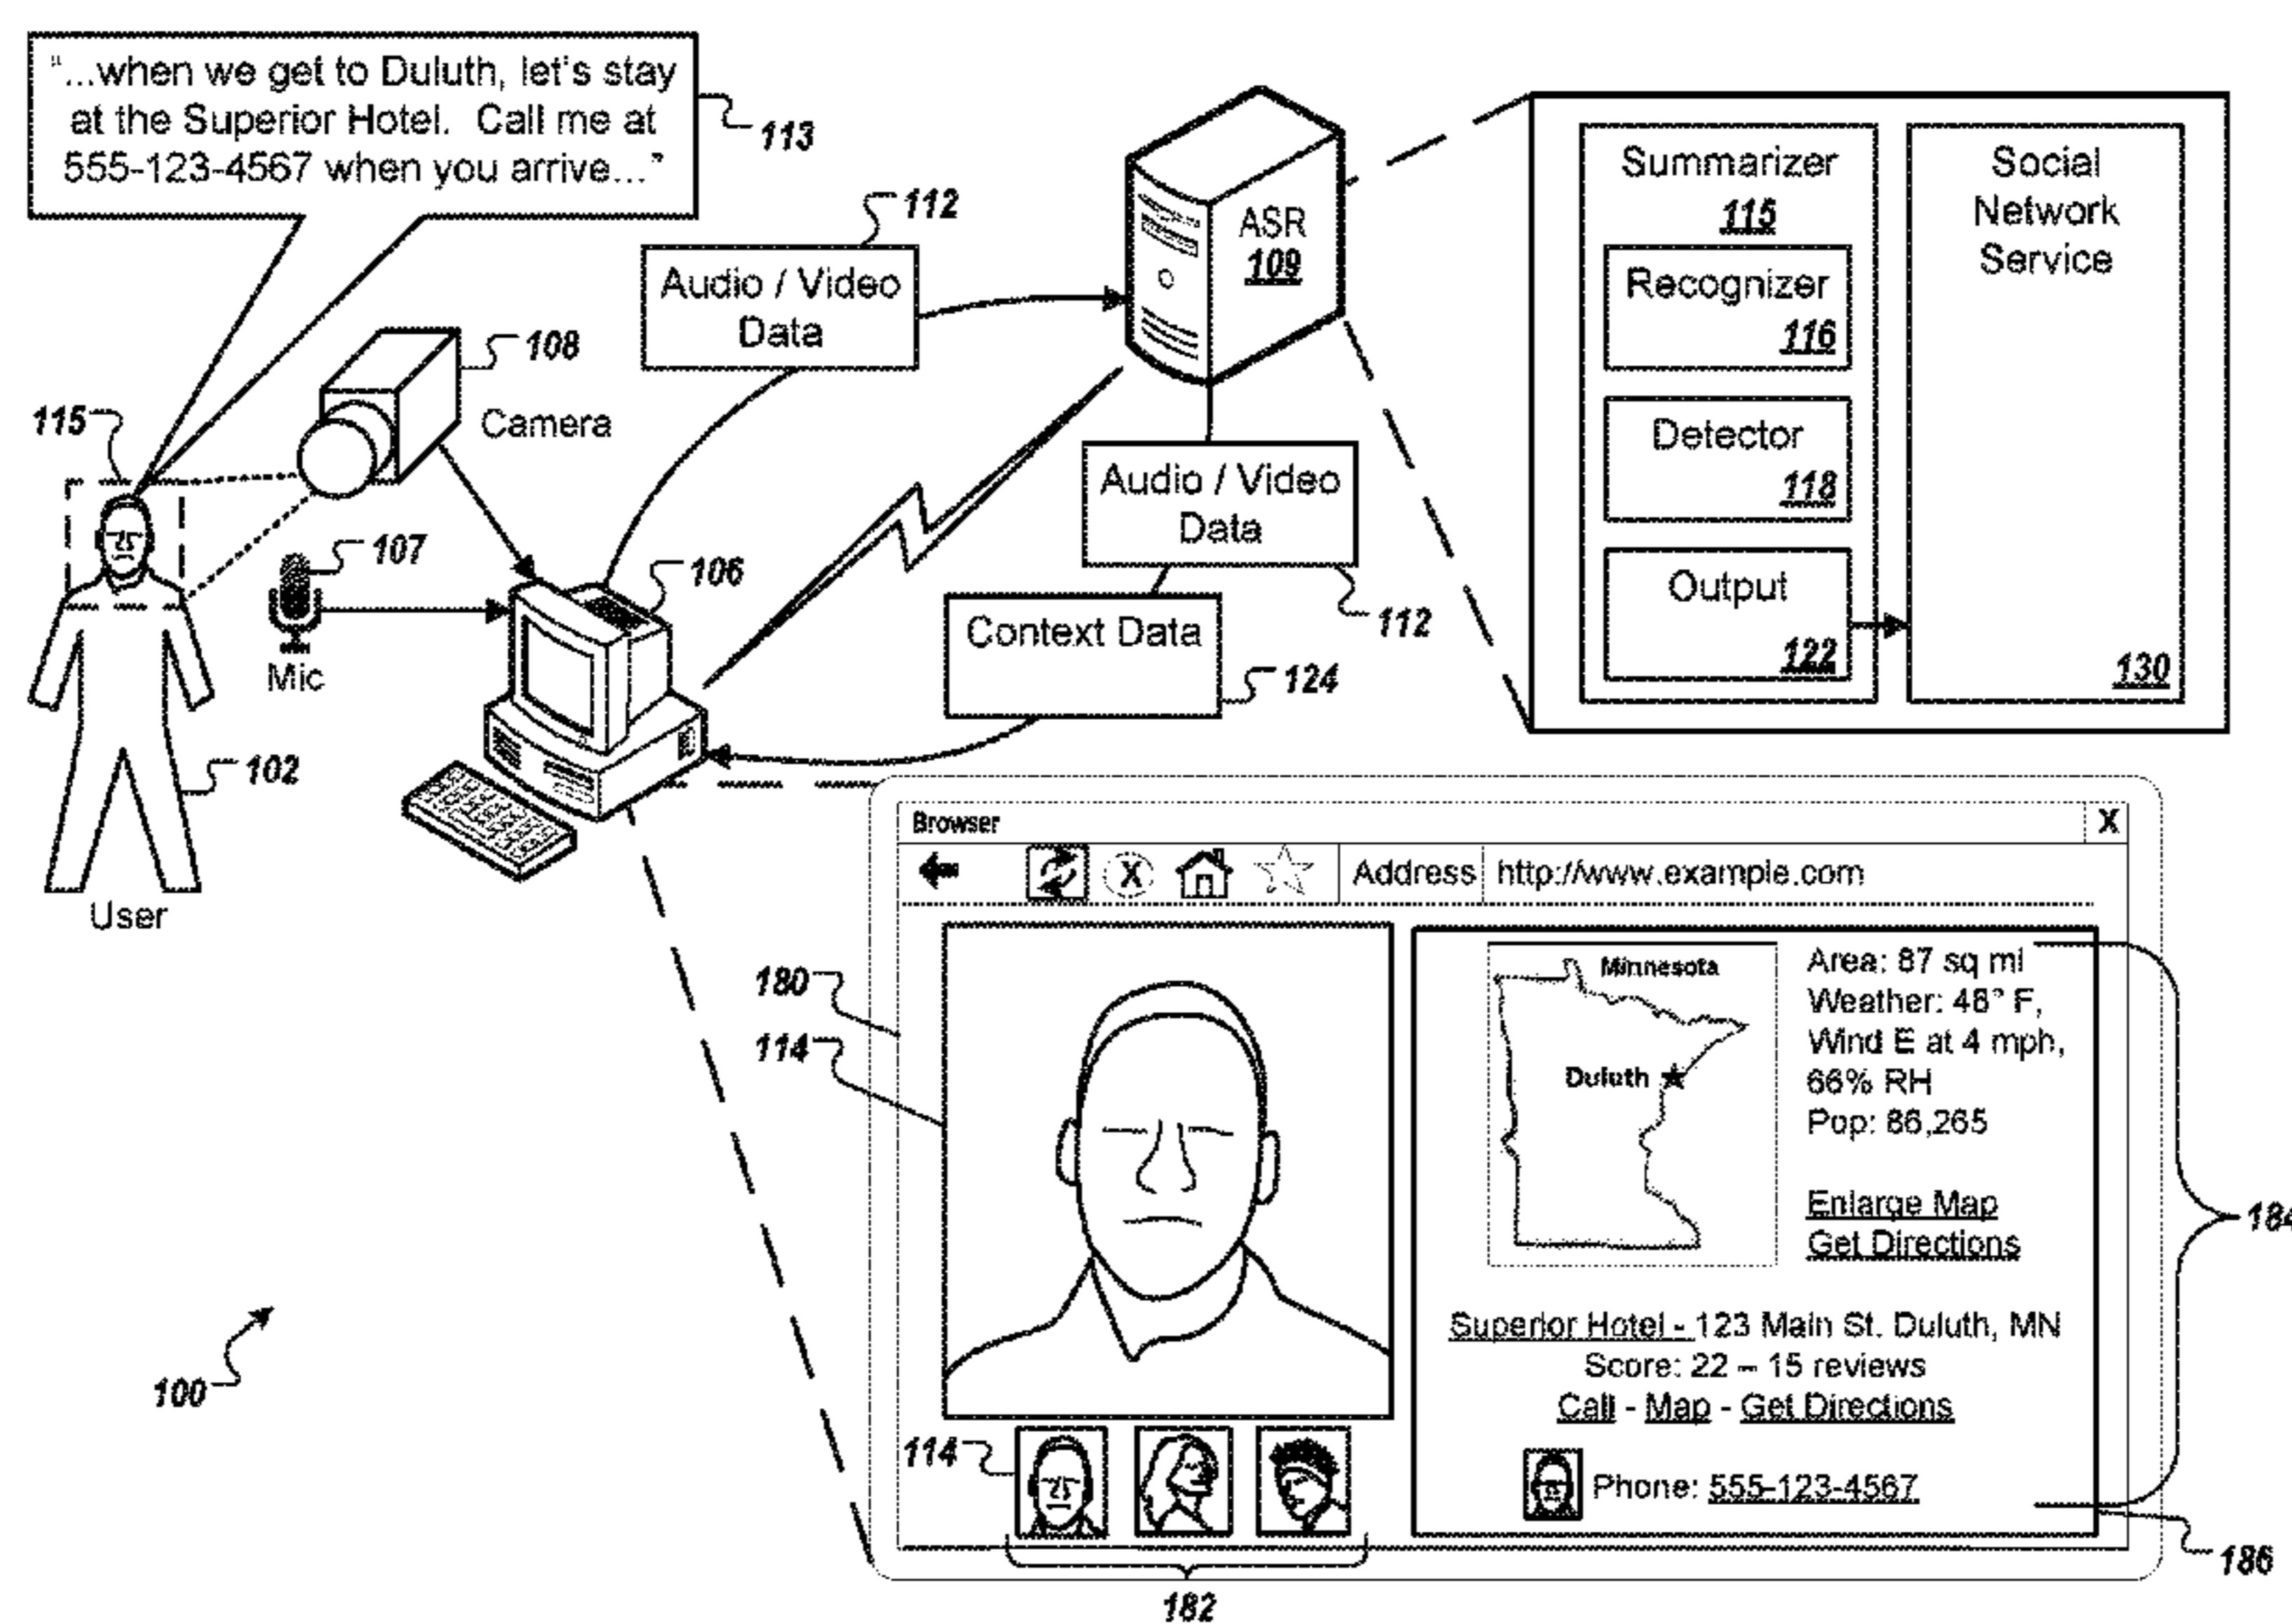 "...when we get to Duluth, let's stay
at the Superior Hotel. Call me at
555-123-4567 when you arrive..."
113
112
Audio / Video
Data
ASR
109
Summarizer
115
Recognizer
116
Detector
118
Output
122
Social
Network
Service
130
108
Camera
115
107
Mic
106
Audio / Video
Data
112
Context Data
124
102
User
Browser
X
X
Address
http://www.example.com
180
114
Minnesota
Duluth
Area: 87 sq mi
Weather: 48° F,
Wind E at 4 mph,
66% RH
Pop: 86,265
Enlarge Map
Get Directions
184
Superior Hotel - 123 Main St. Duluth, MN
Score: 22 – 15 reviews
Call - Map - Get Directions
Phone: 555-123-4567
100
114
182
186